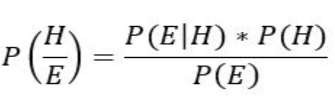 P(H/E) = P(E|H) * P(H) / P(E)